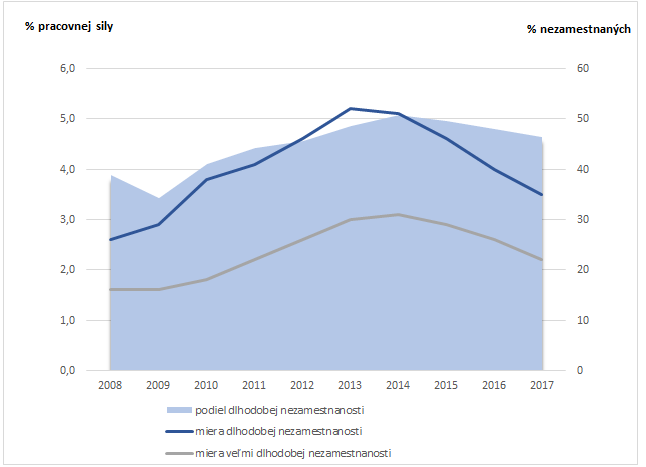 % pracovnej sily
% nezamestnaných
6,0
60
5,0
50
4,0
40
3,0
30
2,0
20
1,0
10
0,0
0
2008 2009 2010 2011 2012 2013 2014 2015 2016 2017
podiel dlhodobej nezamestnanosti
miera dlhodobej nezamestnanosti
miera veľmi dlhodobej nezamestnanosti